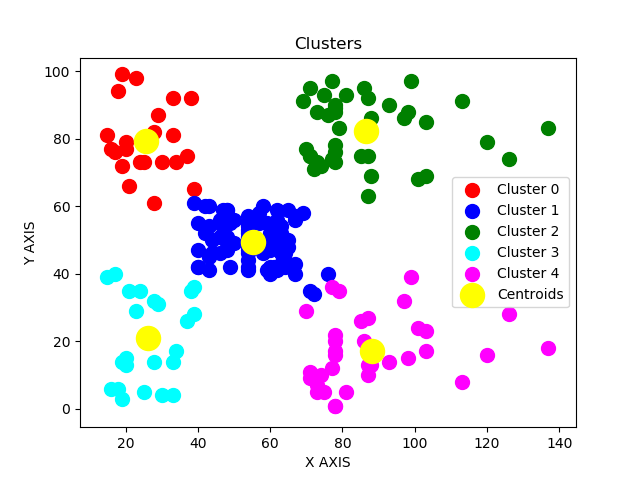 Clusters
100
80
60
40
20
0
Y AXIS
Cluster 0
Cluster 1
Cluster 2
Cluster 3
Cluster 4
Centroids
20 40 60 80 100 120 140
X AXIS